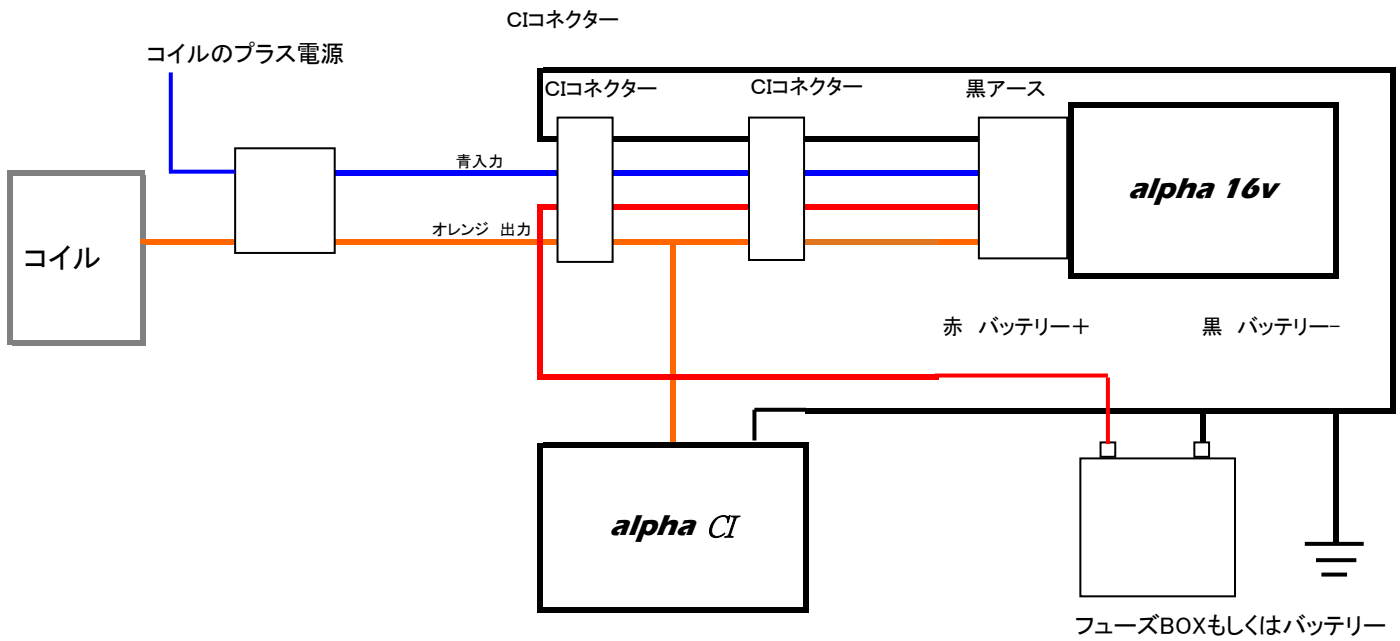 CIコネクター
コイルのプラス電源
CIコネクター
CIコネクター
黒アース
青入力
alpha 16v
オレンジ 出力
コイル
赤 バッテリー＋
黒 バッテリー−
alpha CI
フューズBOXもしくはバッテリー